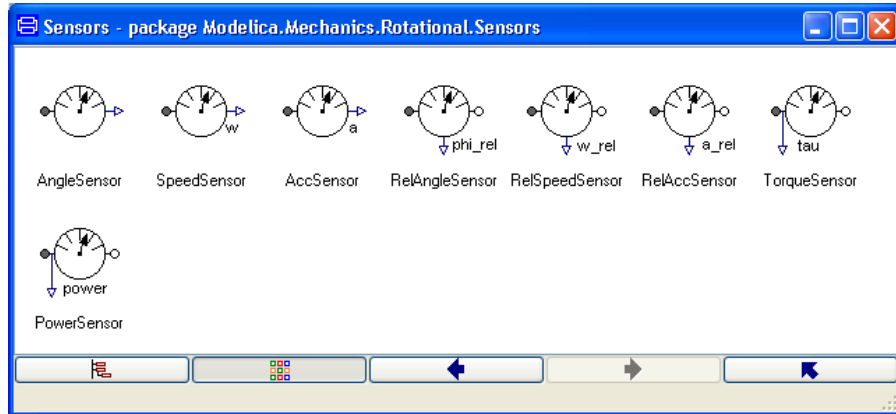 Sensors - package Modelica.Mechanics.Rotational.Sensors
w a phi_rel w_rel a_rel tau
AngleSensor SpeedSensor AccSensor RelAngleSensor RelSpeedSensor RelAccSensor TorqueSensor
power
PowerSensor